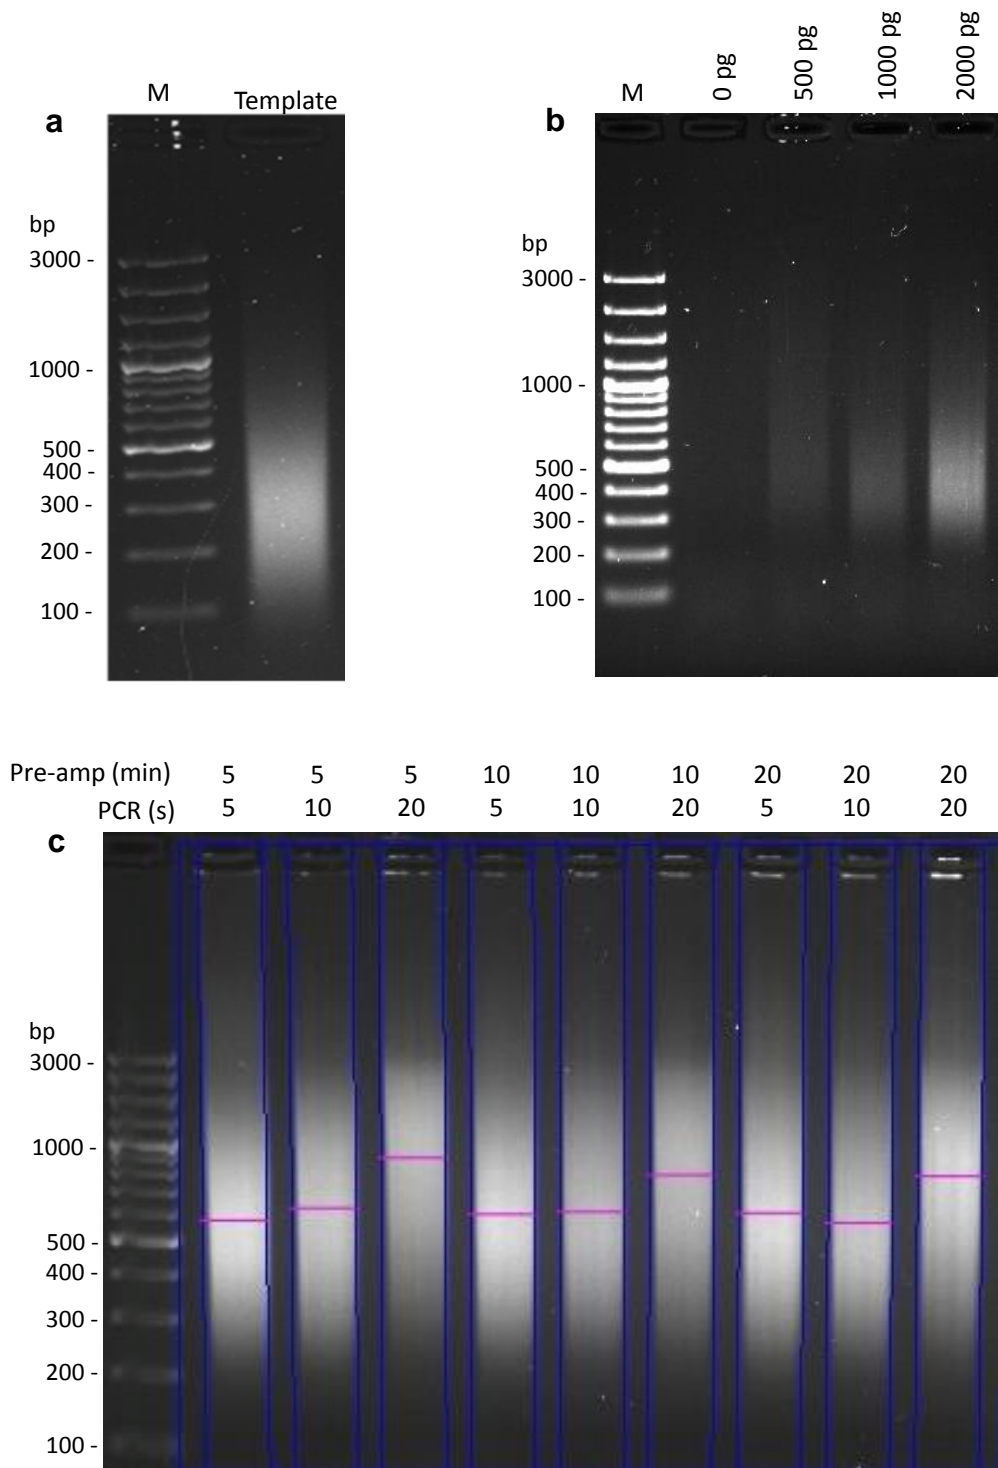 a
M Template
bp
3000 -
1000 -
500 -
400 -
300 -
200 -
100 -
b
M 0 pg 500 pg 1000 pg 2000 pg
bp
3000 -
1000 -
500 -
400 -
300 -
200 -
100 -
Pre-amp (min) 5 5 5 10 10 10 20 20 20
PCR (s) 5 10 20 5 10 20 5 10 20
c
bp
3000 -
1000 -
500 -
400 -
300 -
200 -
100 -